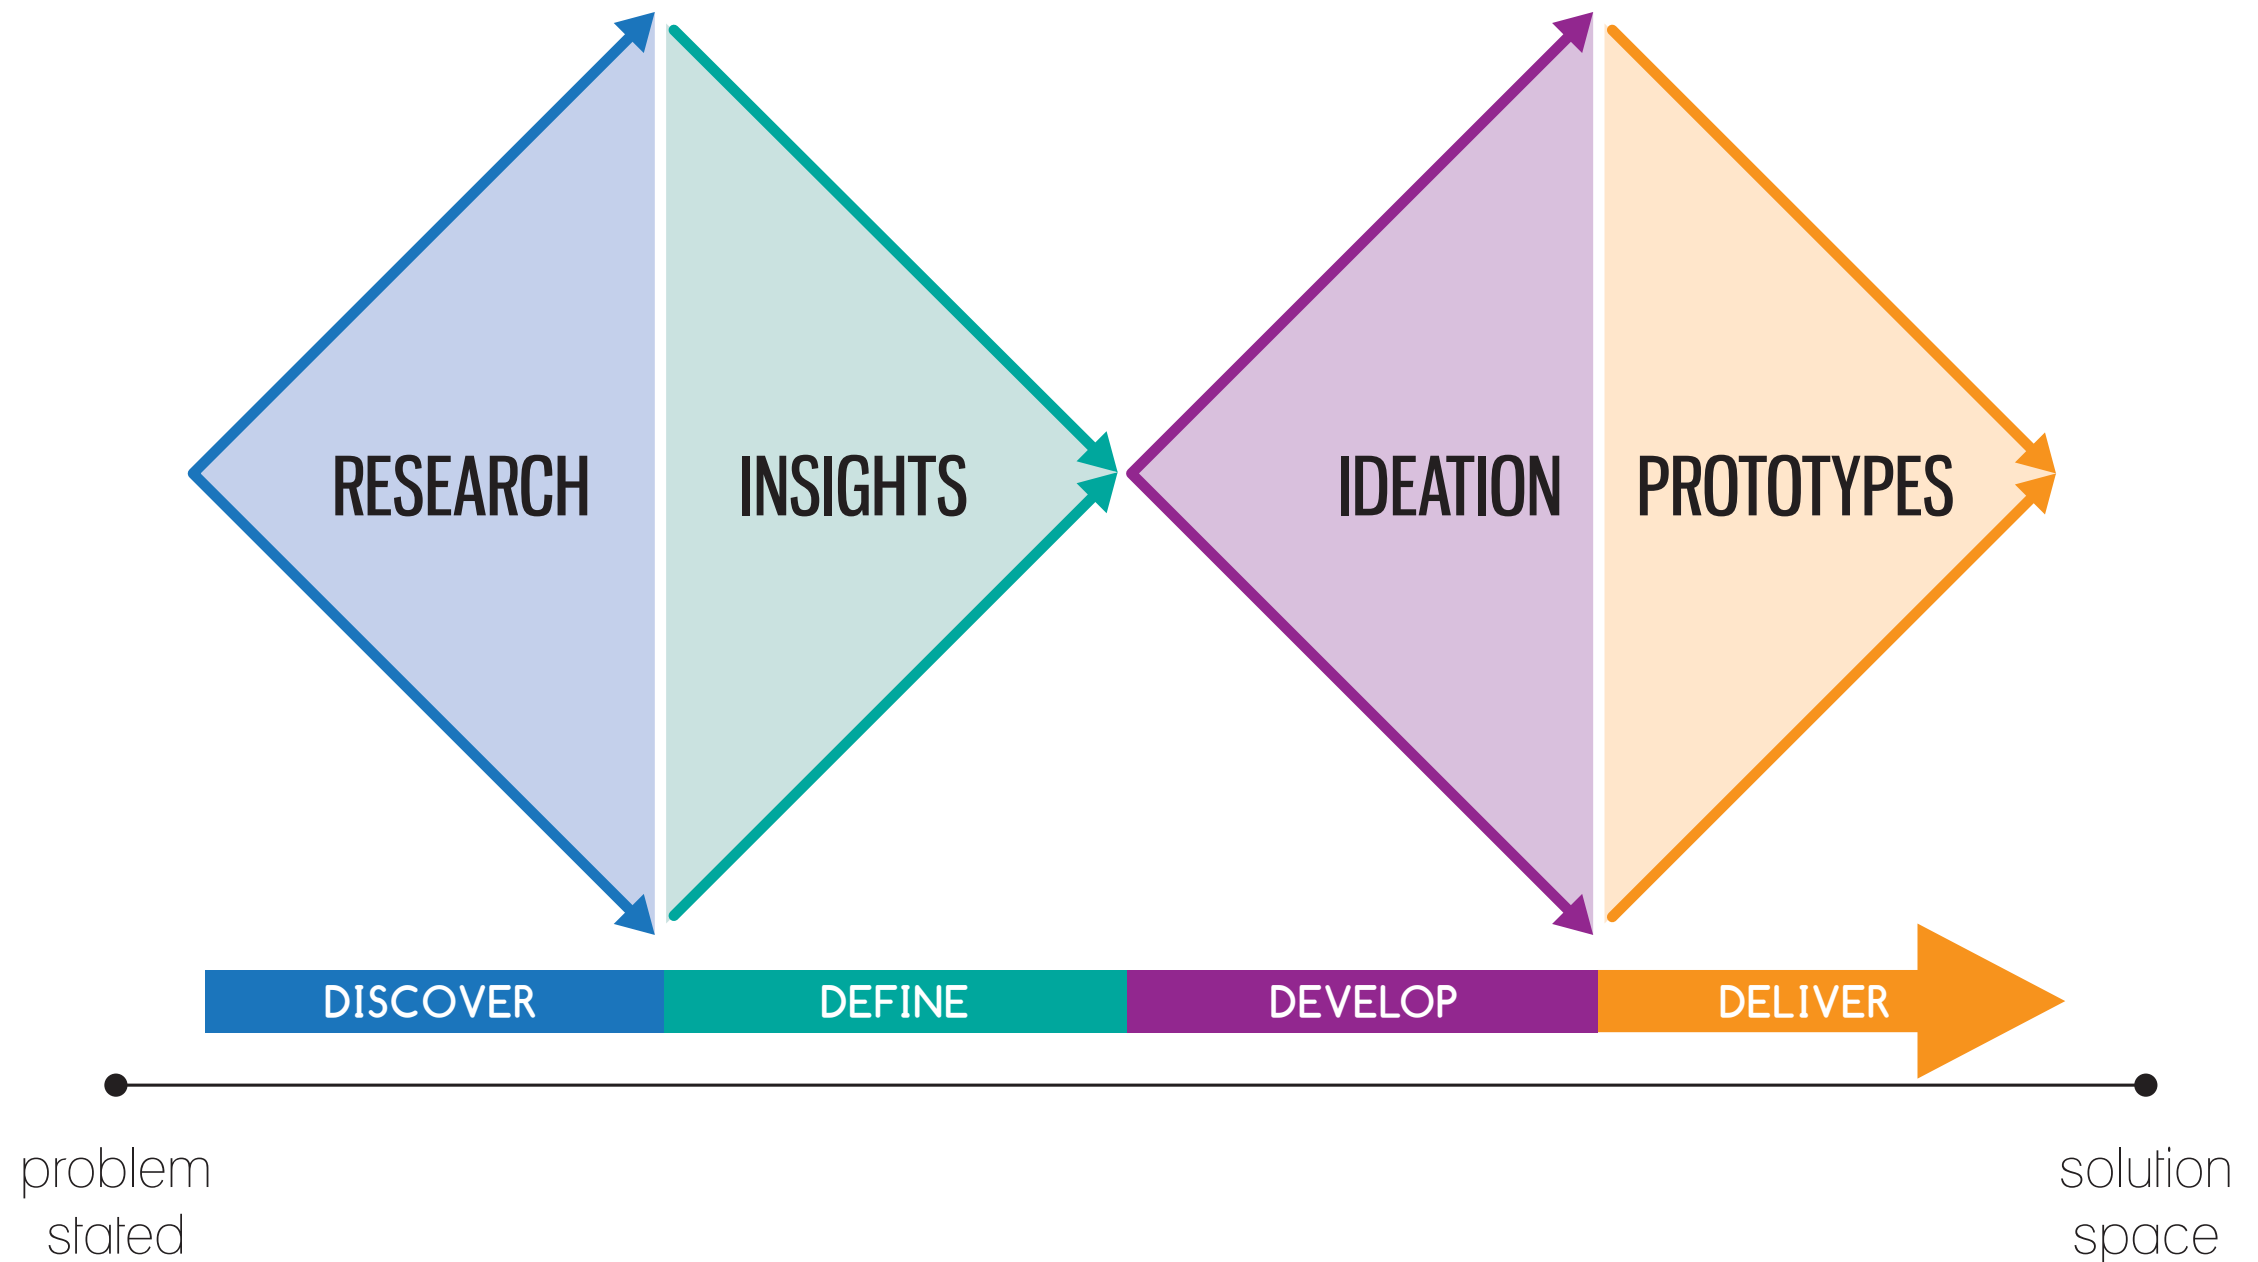 RESEARCH
INSIGHTS
IDEATION
PROTOTYPES
DISCOVER
DEFINE
DEVELOP
DELIVER
problem
stated
solution
space